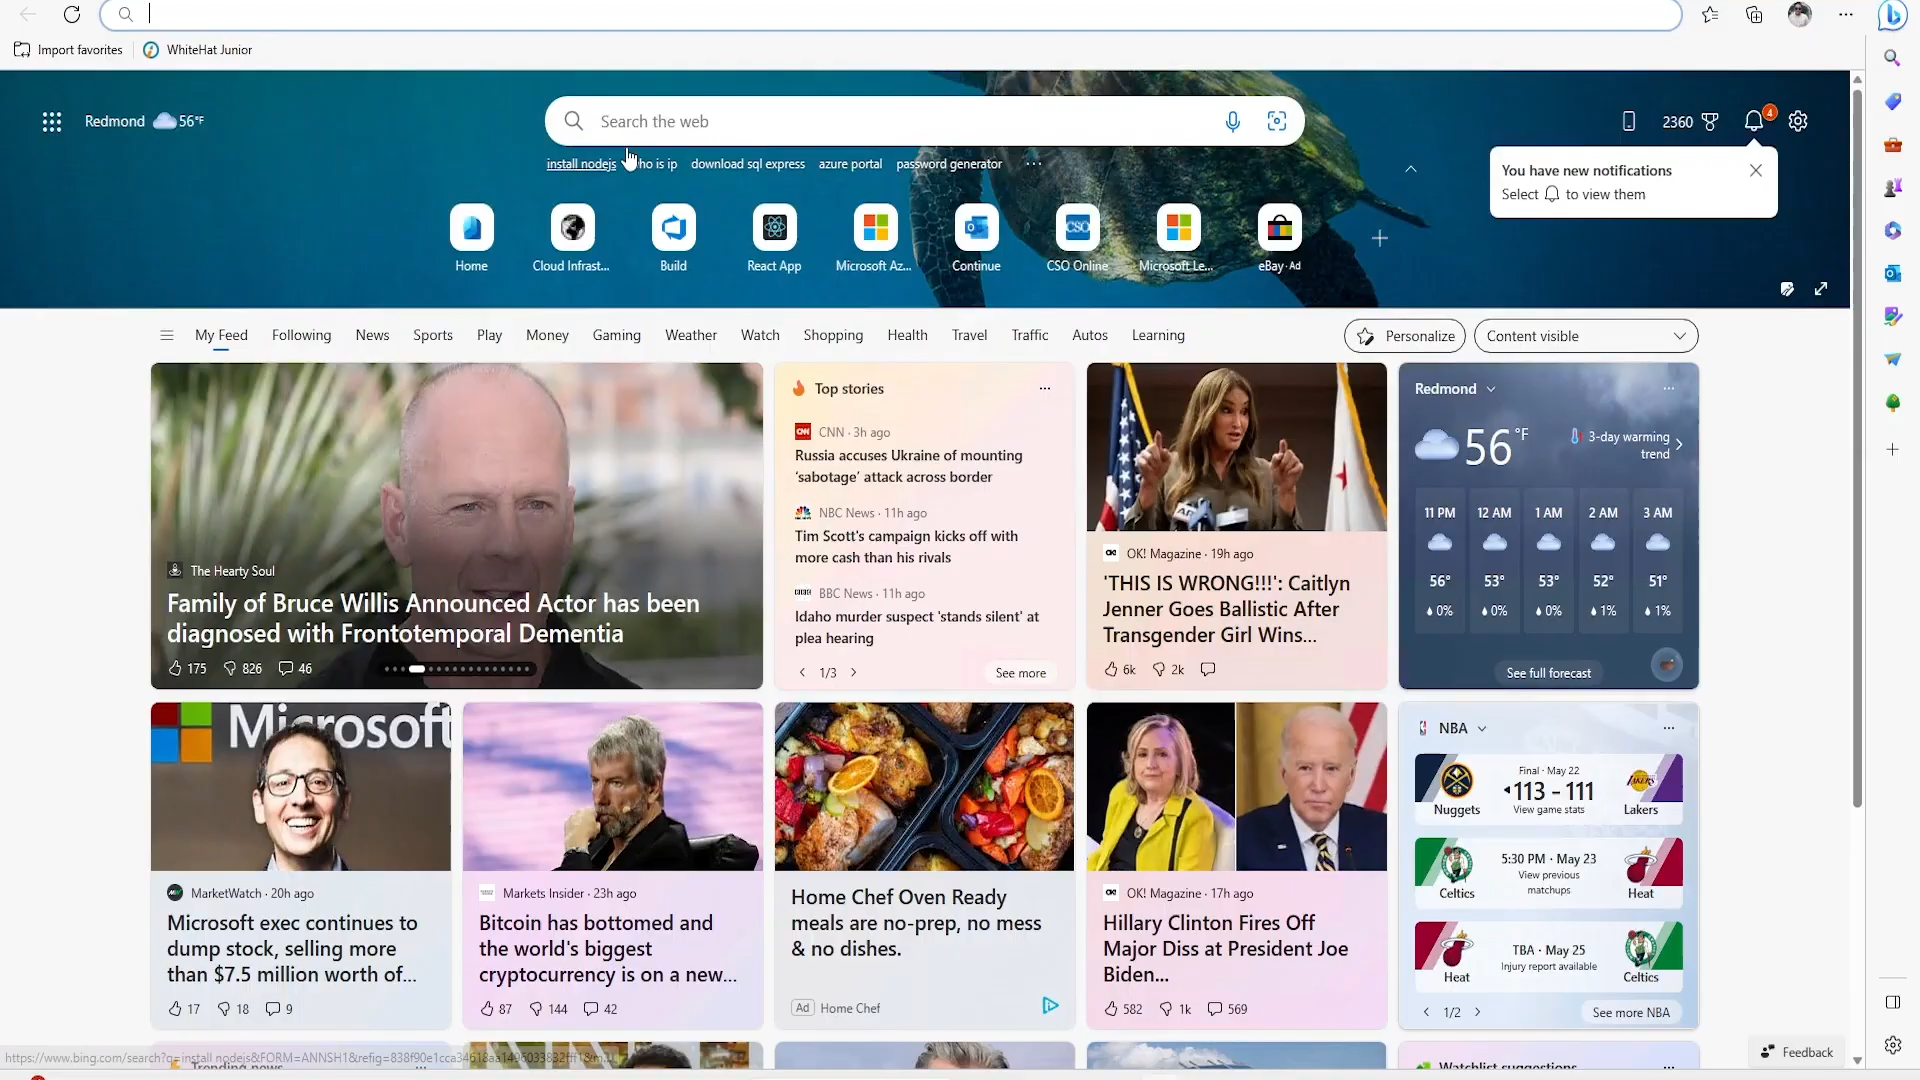 Import favorites
WhiteHat Junior
Redmond 56°F
Search the web
2360
4
install nodejs
ho is ip
download sql express
azure portal
password generator
You have new notifications
Select to view them
Home
Cloud Infrast...
Build
React App
Microsoft Az...
Continue
CSO
CSO Online
Microsoft Le...
eBay · Ad
My Feed
Following
News
Sports
Play
Money
Gaming
Weather
Watch
Shopping
Health
Travel
Traffic
Autos
Learning
Personalize
Content visible
The Hearty Soul
Family of Bruce Willis Announced Actor has been
diagnosed with Frontotemporal Dementia
175 826 46
Top stories
CNN · 3h ago
Russia accuses Ukraine of mounting
‘sabotage’ attack across border
NBC News · 11h ago
Tim Scott's campaign kicks off with
more cash than his rivals
BBC News · 11h ago
Idaho murder suspect 'stands silent' at
plea hearing
1/3
See more
OK! Magazine · 19h ago
'THIS IS WRONG!!!': Caitlyn
Jenner Goes Ballistic After
Transgender Girl Wins...
6k 2k
Redmond
56 °F
3-day warming
trend
11 PM 12 AM 1 AM 2 AM 3 AM
56° 53° 53° 52° 51°
0% 0% 0% 1% 1%
See full forecast
Microsoft
MarketWatch · 20h ago
Microsoft exec continues to
dump stock, selling more
than $7.5 million worth of...
17 18 9
Markets Insider · 23h ago
Bitcoin has bottomed and
the world's biggest
cryptocurrency is on a new...
87 144 42
Home Chef Oven Ready
meals are no-prep, no mess
& no dishes.
Ad Home Chef
OK! Magazine · 17h ago
Hillary Clinton Fires Off
Major Diss at President Joe
Biden...
582 1k 569
NBA
Final · May 22
113 – 111
View game stats
Nuggets
Lakers
5:30 PM · May 23
View previous
matchups
Celtics
Heat
TBA · May 25
Injury report available
Heat
Celtics
1/2
See more NBA
Trending news
Watchlist suggestions
Feedback